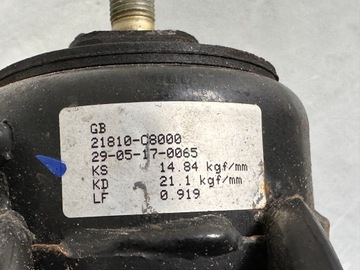 GB
21810-C8000
29-05-17-0065
KS 14.84 kgf/mm
KD 21.1 kgf/mm
LF 0.919